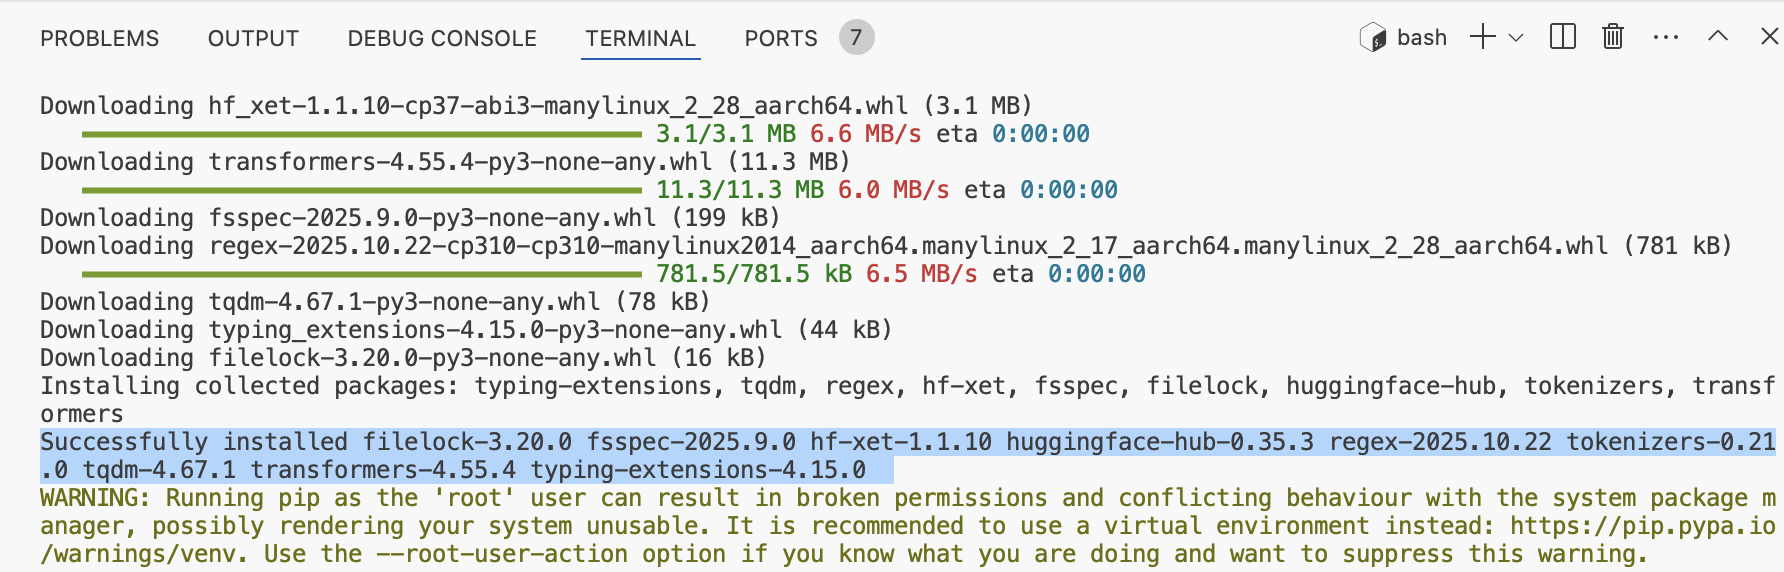 PROBLEMS OUTPUT DEBUG CONSOLE TERMINAL PORTS 7 bash
Downloading hf_xet-1.1.10-cp37-abi3-manylinux_2_28_aarch64.whl (3.1 MB)
3.1/3.1 MB 6.6 MB/s eta 0:00:00
Downloading transformers-4.55.4-py3-none-any.whl (11.3 MB)
11.3/11.3 MB 6.0 MB/s eta 0:00:00
Downloading fsspec-2025.9.0-py3-none-any.whl (199 kB)
Downloading regex-2025.10.22-cp310-cp310-manylinux2014_aarch64.manylinux_2_17_aarch64.manylinux_2_28_aarch64.whl (781 kB)
781.5/781.5 kB 6.5 MB/s eta 0:00:00
Downloading tqdm-4.67.1-py3-none-any.whl (78 kB)
Downloading typing_extensions-4.15.0-py3-none-any.whl (44 kB)
Downloading filelock-3.20.0-py3-none-any.whl (16 kB)
Installing collected packages: typing-extensions, tqdm, regex, hf-xet, fsspec, filelock, huggingface-hub, tokenizers, transf
ormers
Successfully installed filelock-3.20.0 fsspec-2025.9.0 hf-xet-1.1.10 huggingface-hub-0.35.3 regex-2025.10.22 tokenizers-0.21
.0 tqdm-4.67.1 transformers-4.55.4 typing-extensions-4.15.0
WARNING: Running pip as the 'root' user can result in broken permissions and conflicting behaviour with the system package m
anager, possibly rendering your system unusable. It is recommended to use a virtual environment instead: https://pip.pypa.io
/warnings/venv. Use the --root-user-action option if you know what you are doing and want to suppress this warning.